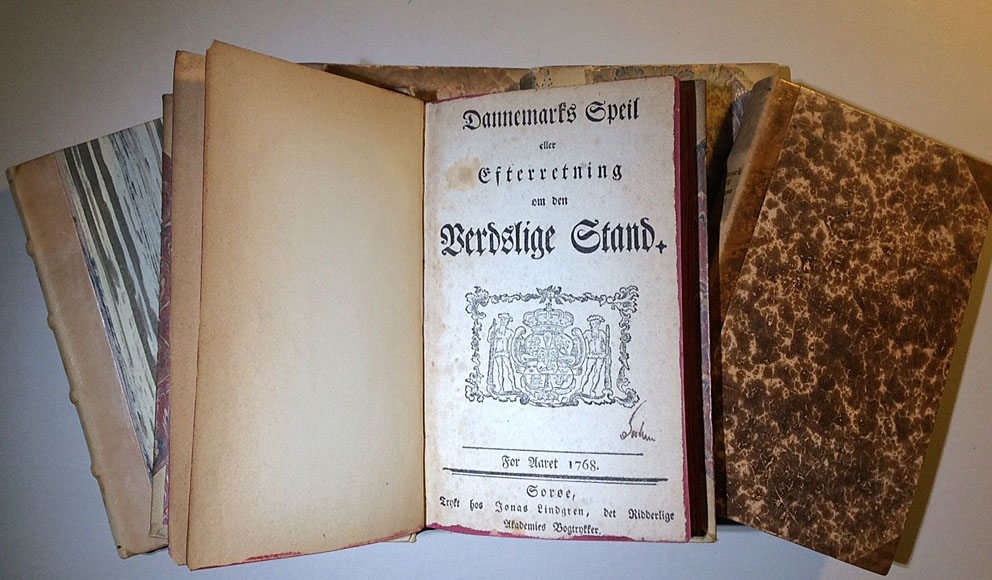 Dannemarks Speil
eller
Efterretning
om den
Verdslige Stand.
For Aaret 1768.
Sorøe,
Trykt hos Jonas Lindgren, det Ridderlige
Akademies Bogtrykker.